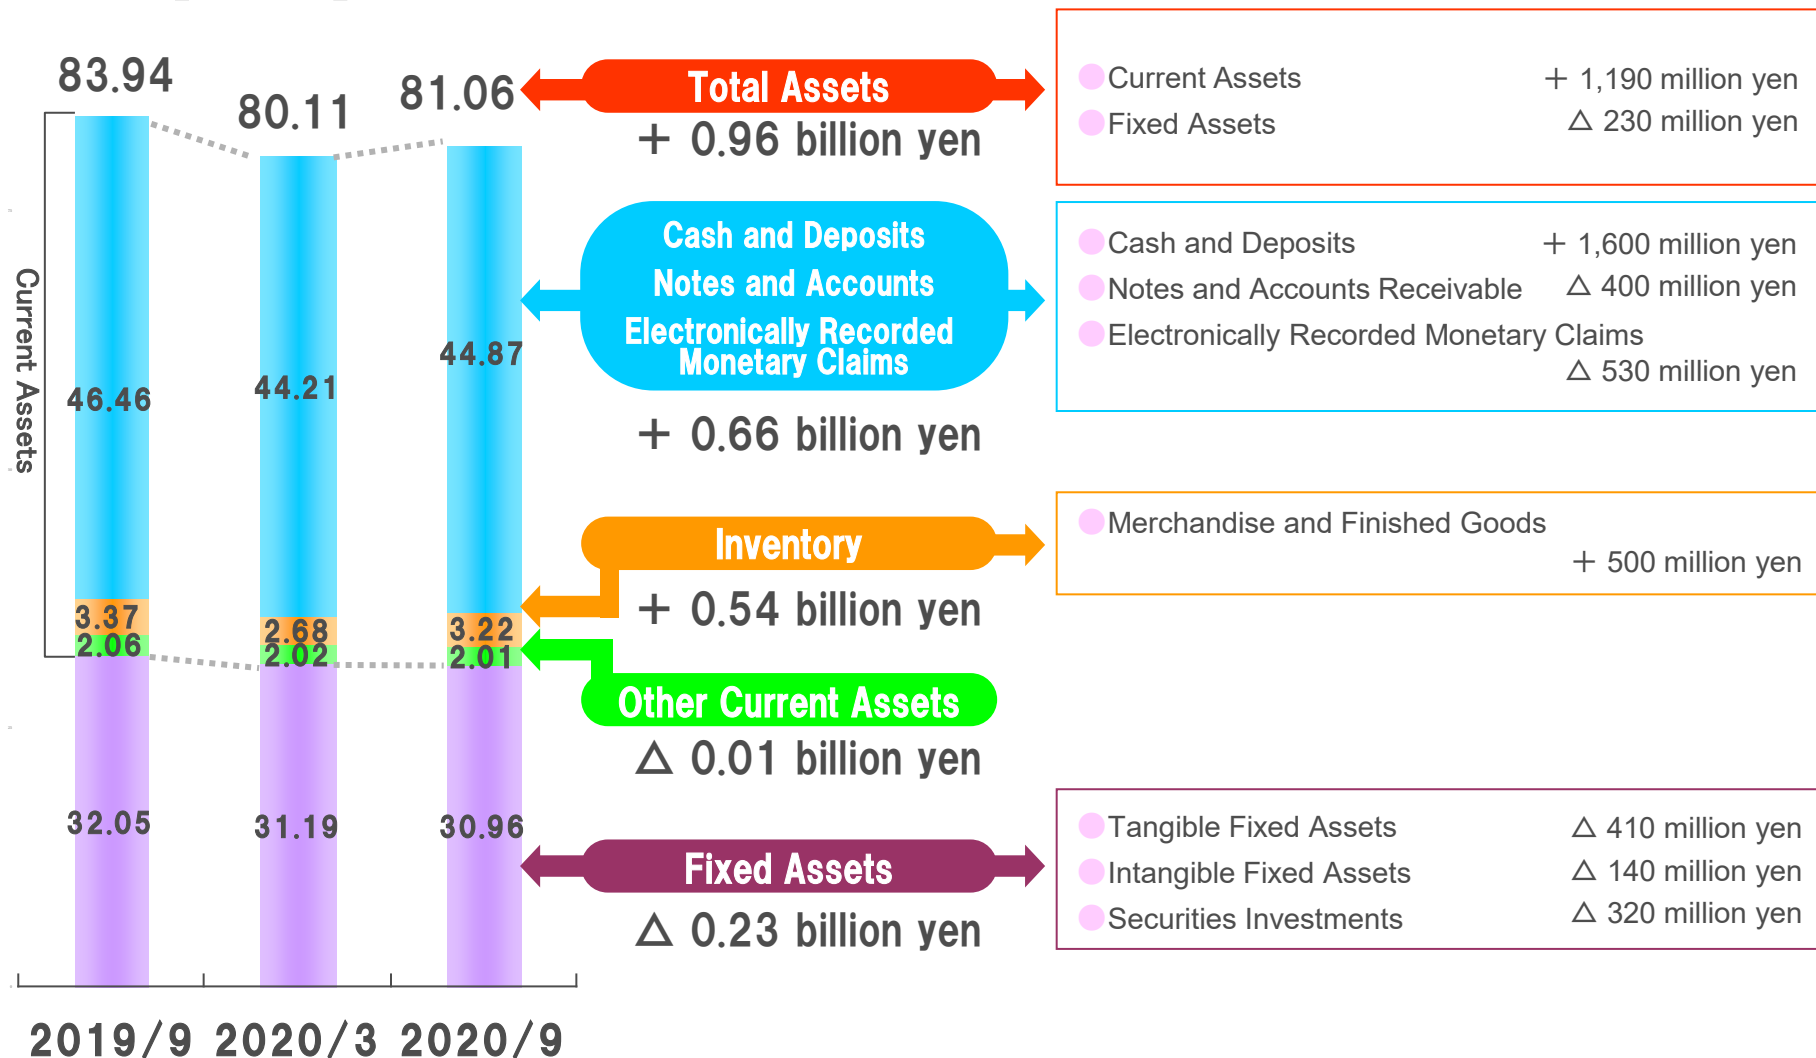 83.94
80.11
81.06
Current Assets
46.46
44.21
44.87
3.37
2.68
3.22
2.06
2.02
2.01
32.05
31.19
30.96
2019/9
2020/3
2020/9
Total Assets
+ 0.96 billion yen
Cash and Deposits
Notes and Accounts
Electronically Recorded
Monetary Claims
+ 0.66 billion yen
Inventory
+ 0.54 billion yen
Other Current Assets
△ 0.01 billion yen
Fixed Assets
△ 0.23 billion yen
Current Assets + 1,190 million yen
Fixed Assets △ 230 million yen
Cash and Deposits + 1,600 million yen
Notes and Accounts Receivable △ 400 million yen
Electronically Recorded Monetary Claims
△ 530 million yen
Merchandise and Finished Goods
+ 500 million yen
Tangible Fixed Assets △ 410 million yen
Intangible Fixed Assets △ 140 million yen
Securities Investments △ 320 million yen